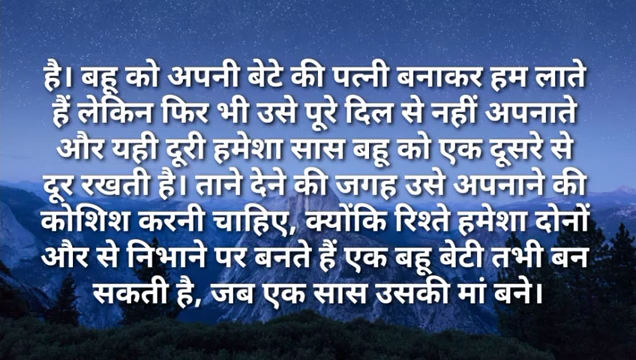 है। बहू को अपनी बेटे की पत्नी बनाकर हम लाते
हैं लेकिन फिर भी उसे पूरे दिल से नहीं अपनाते
और यही दूरी हमेशा सास बहू को एक दूसरे से
दूर रखती है। ताने देने की जगह उसे अपनाने की
कोशिश करनी चाहिए, क्योंकि रिश्ते हमेशा दोनों
और से निभाने पर बनते हैं एक बहू बेटी तभी बन
सकती है, जब एक सास उसकी मां बने।